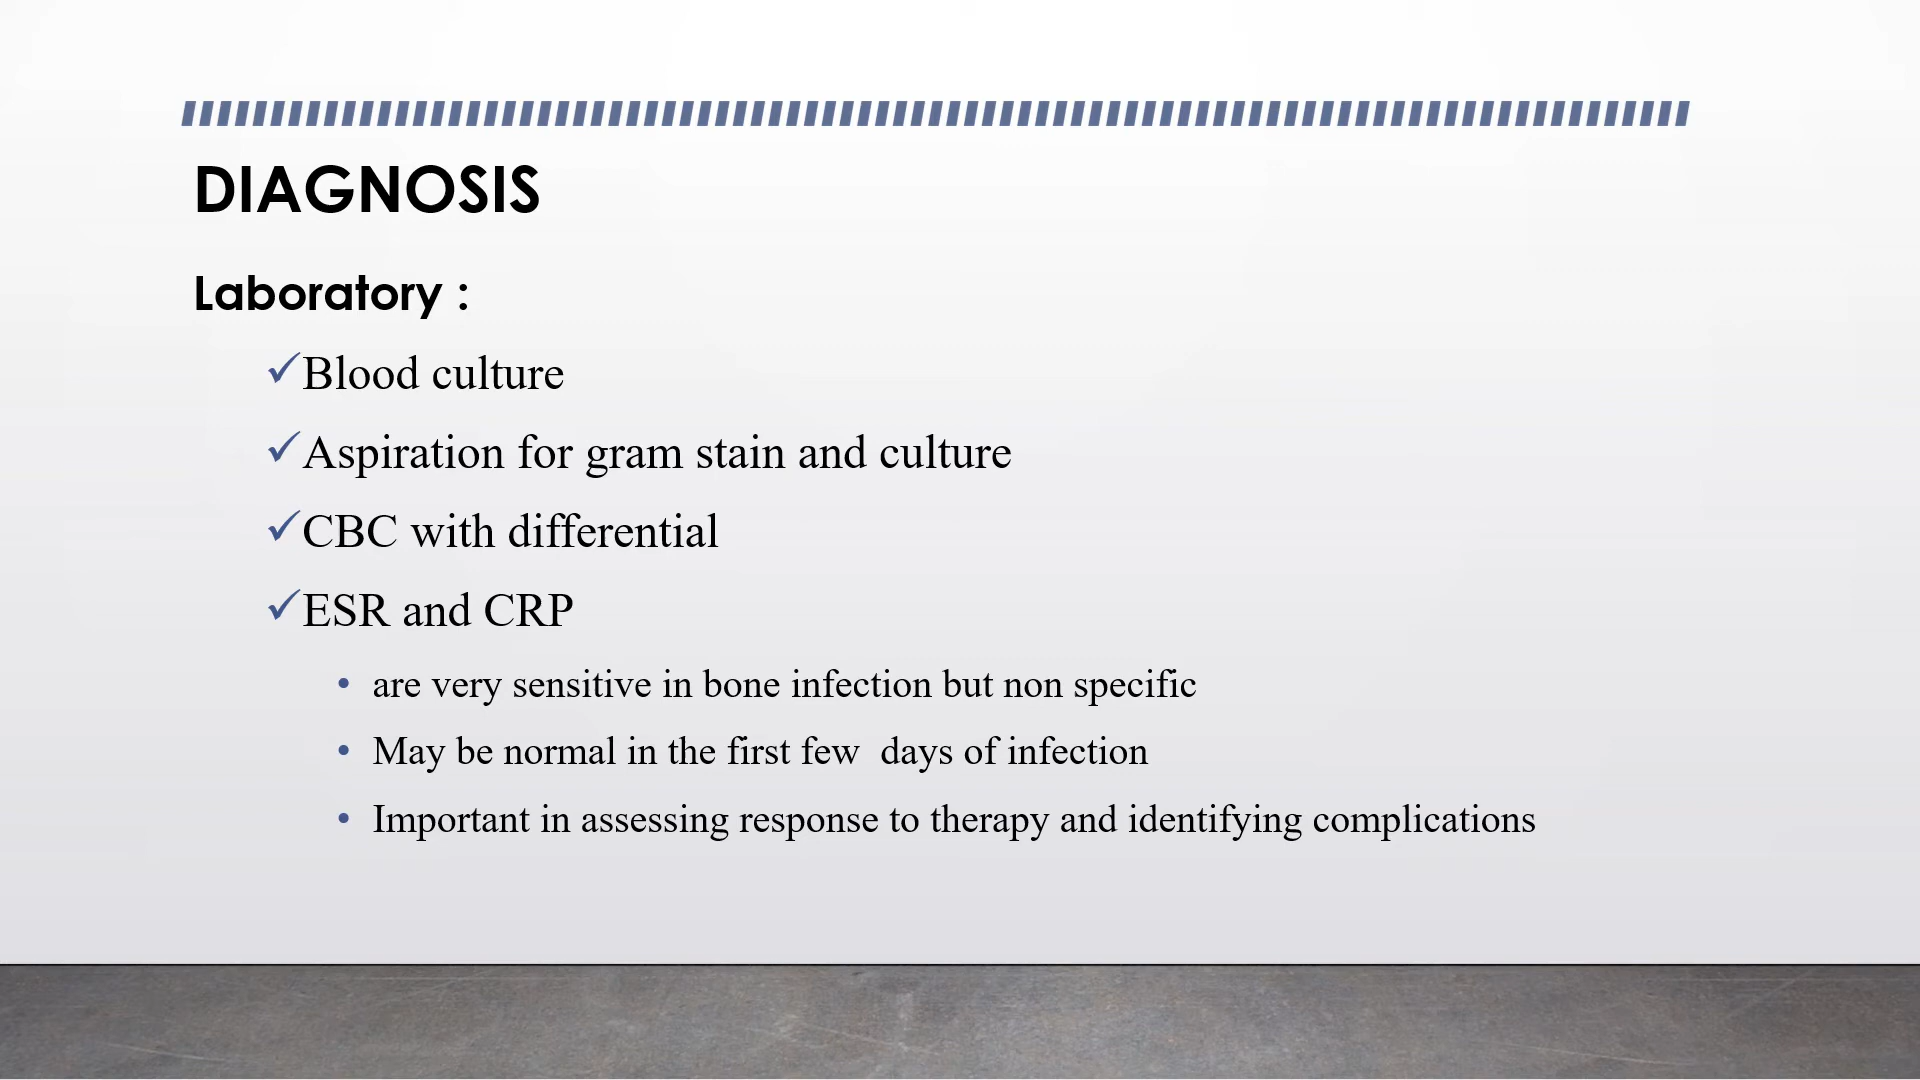 DIAGNOSIS
Laboratory :
✓Blood culture
✓Aspiration for gram stain and culture
✓CBC with differential
✓ESR and CRP
• are very sensitive in bone infection but non specific
• May be normal in the first few  days of infection
• Important in assessing response to therapy and identifying complications